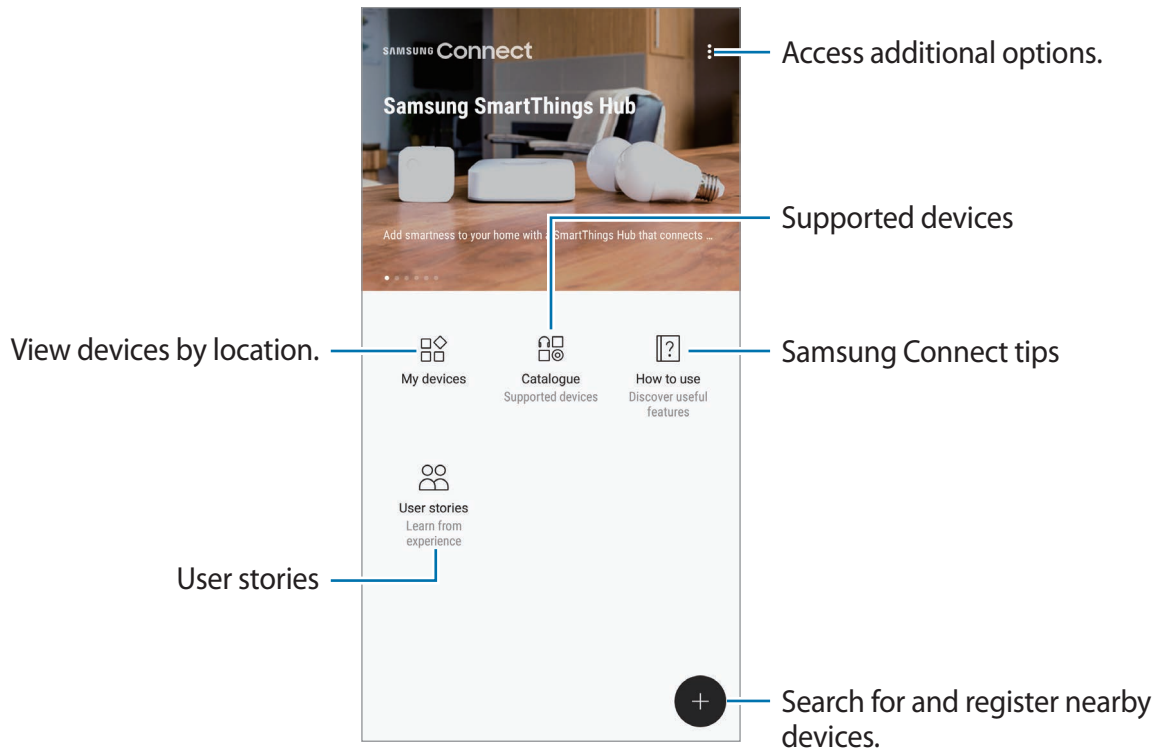 SAMSUNG Connect
Access additional options.
Samsung SmartThings Hub
Supported devices
Add smartness to your home with a SmartThings Hub that connects ...
View devices by location.
Samsung Connect tips
My devices
Catalogue
Supported devices
How to use
Discover useful
features
User stories
Learn from
experience
User stories
Search for and register nearby
devices.